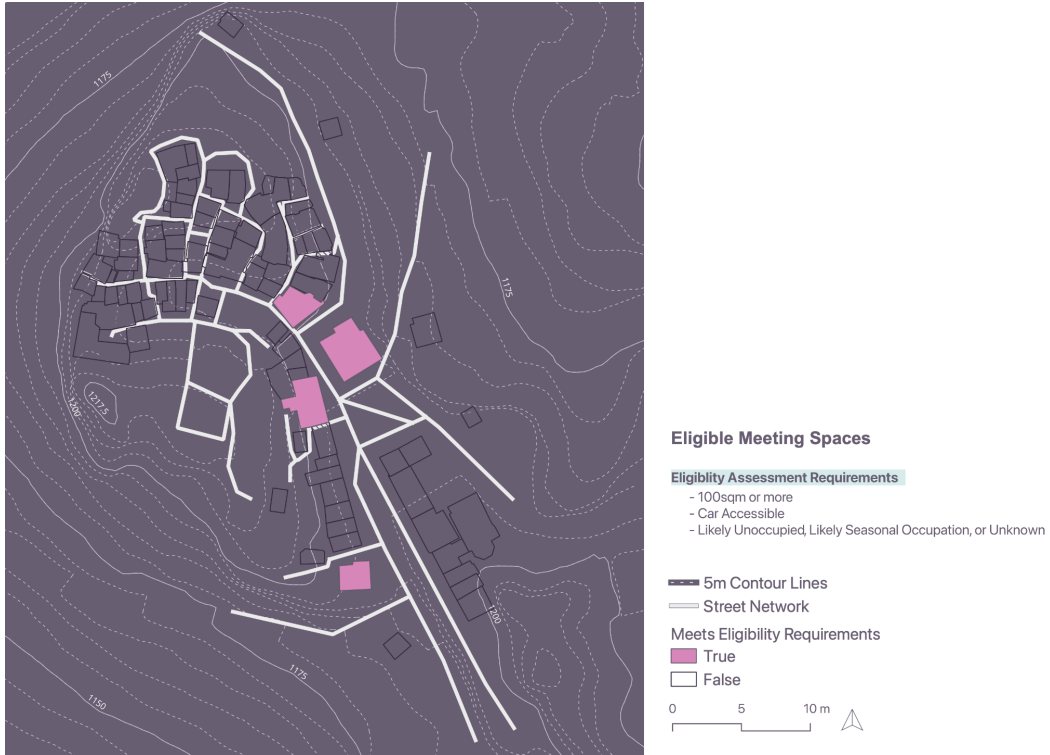 1175
1175
1200
1217.5
Eligible Meeting Spaces
Eligiblity Assessment Requirements
- 100sqm or more
- Car Accessible
- Likely Unoccupied, Likely Seasonal Occupation, or Unknown
5m Contour Lines
Street Network
1200
Meets Eligibility Requirements
True
1175
False
1150
0 5 10 m